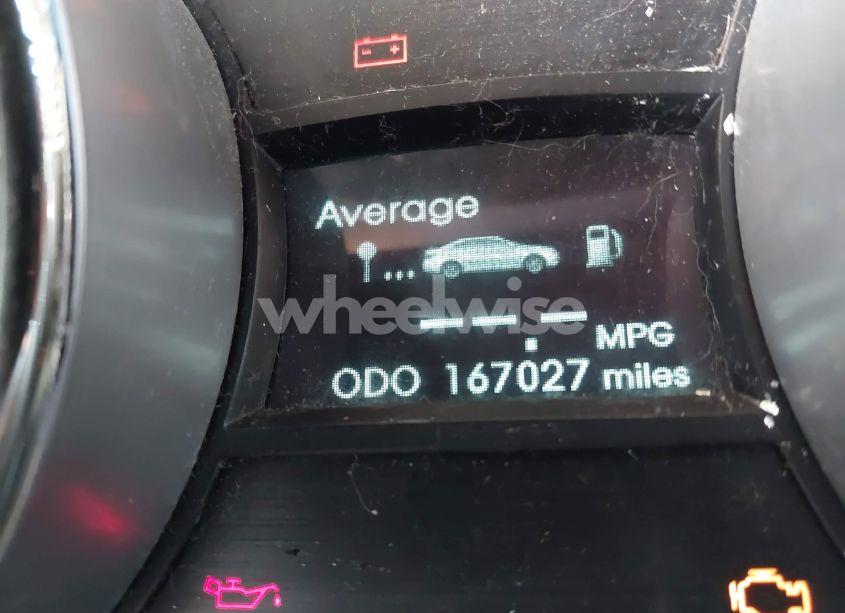 Average
wheelwise
MPG
ODO 167027 miles